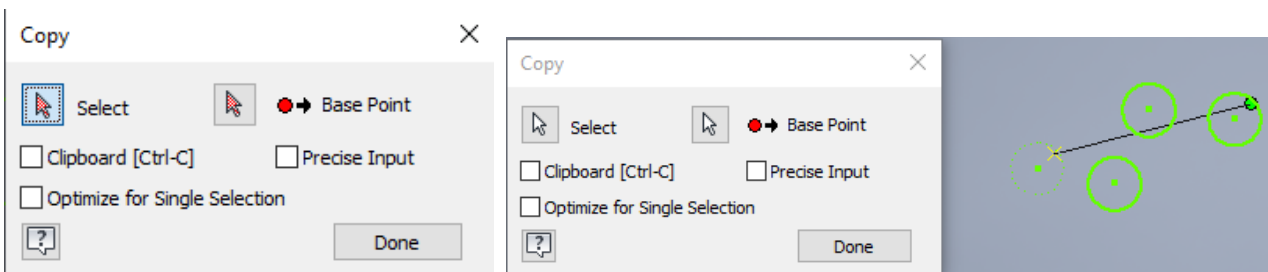 Copy
Select Base Point
Clipboard [Ctrl-C] Precise Input
Optimize for Single Selection
Done
Copy
Select Base Point
Clipboard [Ctrl-C] Precise Input
Optimize for Single Selection
Done